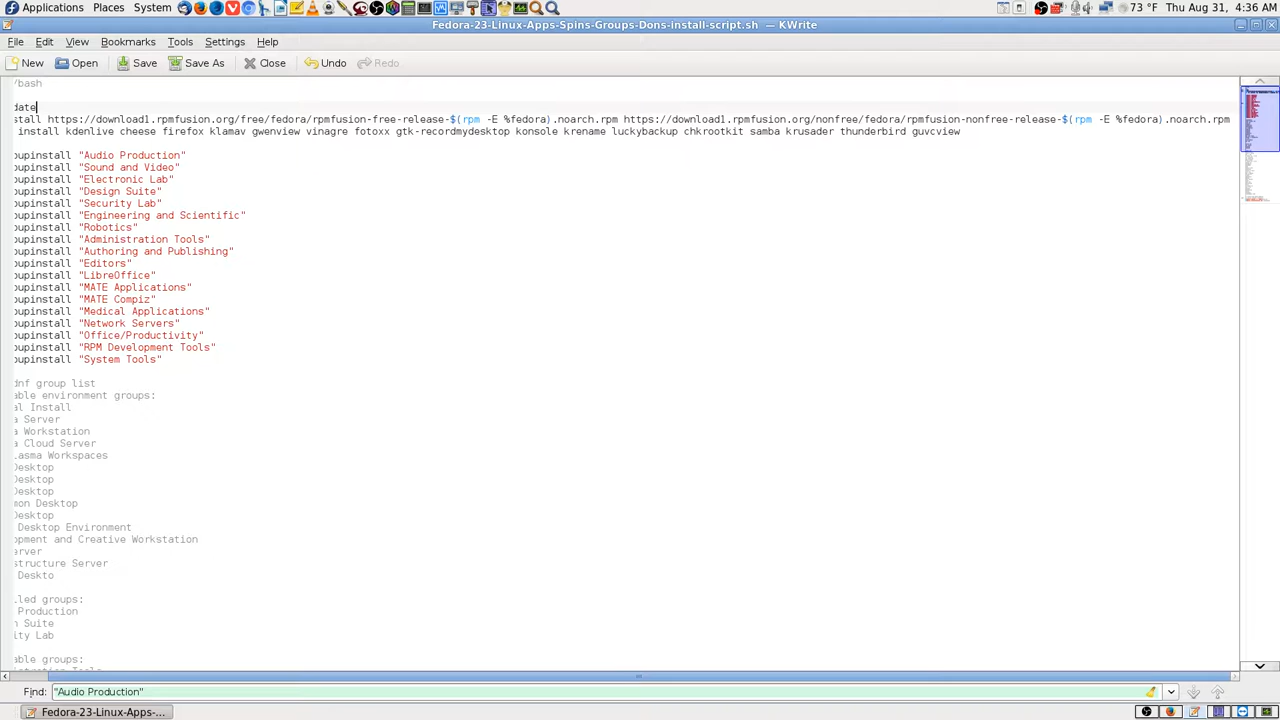 Applications Places System 73 °F Thu Aug 31, 4:36 AM
Fedora-23-Linux-Apps-Spins-Groups-Dons-Install-script.sh — KWrite
File Edit View Bookmarks Tools Settings Help
New Open Save Save As Close Undo Redo
/bash
date
stall https://download1.rpmfusion.org/free/fedora/rpmfusion-free-release-$(rpm -E %fedora).noarch.rpm https://download1.rpmfusion.org/nonfree/fedora/rpmfusion-nonfree-release-$(rpm -E %fedora).noarch.rpm
install kdenlive cheese firefox klamav gwenview vinagre fotoxx gtk-recordmydesktop konsole krename luckybackup chkrootkit samba krusader thunderbird guvcview
oupinstall "Audio Production"
oupinstall "Sound and Video"
oupinstall "Electronic Lab"
oupinstall "Design Suite"
oupinstall "Security Lab"
oupinstall "Engineering and Scientific"
oupinstall "Robotics"
oupinstall "Administration Tools"
oupinstall "Authoring and Publishing"
oupinstall "Editors"
oupinstall "LibreOffice"
oupinstall "MATE Applications"
oupinstall "MATE Compiz"
oupinstall "Medical Applications"
oupinstall "Network Servers"
oupinstall "Office/Productivity"
oupinstall "RPM Development Tools"
oupinstall "System Tools"
dnf group list
able environment groups:
al Install
a Server
a Workstation
a Cloud Server
lasma Workspaces
Desktop
Desktop
Desktop
mon Desktop
Desktop
Desktop Environment
opment and Creative Workstation
erver
structure Server
Deskto
lled groups:
Production
n Suite
ity Lab
able groups:
Find: "Audio Production"
Fedora-23-Linux-Apps-...